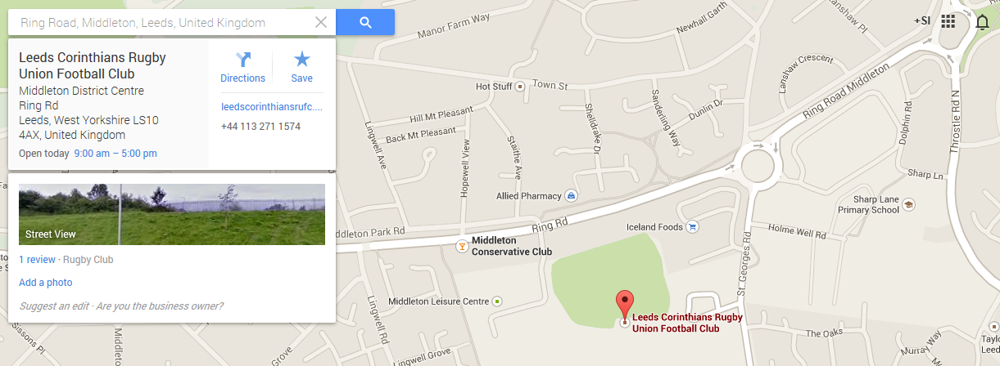 Ring Road, Middleton, Leeds, United Kingdom
+SI
Leeds Corinthians Rugby
Union Football Club
Middleton District Centre
Ring Rd
Leeds, West Yorkshire LS10
4AX, United Kingdom
Open today 9:00 am – 5:00 pm
Directions
Save
leedscorinthiansrufc....
+44 113 271 1574
Street View
1 review · Rugby Club
Add a photo
Suggest an edit · Are you the business owner?
Manor Farm Way
Newhall Garth
Lanshaw Pl
Lanshaw Crescent
Hot Stuff
Town St
Ring Road Middleton
Throstle Rd N
Hill Mt Pleasant
Back Mt Pleasant
Lingwell Ave
Hopewell View
Staithe Ave
Shelldrake Dr
Sanderling Way
Dunlin Dr
Dolphin Rd
Sharp Ln
Allied Pharmacy
Sharp Lane
Primary School
Middleton Park Rd
Ring Rd
Iceland Foods
Holme Well Rd
Middleton
Conservative Club
St. Georges Rd
Middleton Leisure Centre
Leeds Corinthians Rugby
Union Football Club
Lingwell Rd
The Oaks
Murray Way
Sissons Pl
Middleton
Lingwell Grove